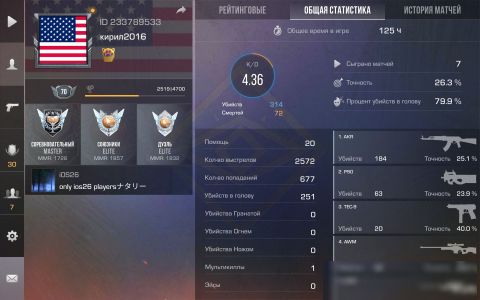 РЕЙТИНГОВЫЕ
ОБЩАЯ СТАТИСТИКА
ИСТОРИЯ МАТЧЕЙ
ID 233789533
кирил2016
70
2519/4700
СОРЕВНОВАТЕЛЬНЫЙ
MASTER
MMR: 1728
СОЮЗНИКИ
ELITE
MMR: 1957
ДУЭЛЬ
ELITE
MMR: 1832
iOS26
only ios26 playersナタリー
30
7
Общее время в игре 125 Ч
K/D
4.36
Убийств 314
Смертей 72
Сыграно матчей 7
Точность 26.3 %
Процент убийств в голову 79.9 %
Помощь 20
Кол-во выстрелов 2572
Кол-во попаданий 677
Убийств в голову 251
Убийства Гранатой 0
Убийства Огнем 0
Убийства Ножом 0
Мультикиллы 1
Эйры 0
1. AKR
Убийств 184 Точность 25.1 %
2. P90
Убийств 63 Точность 23.9 %
3. TEC-9
Убийств 20 Точность 40.0 %
4. AWM